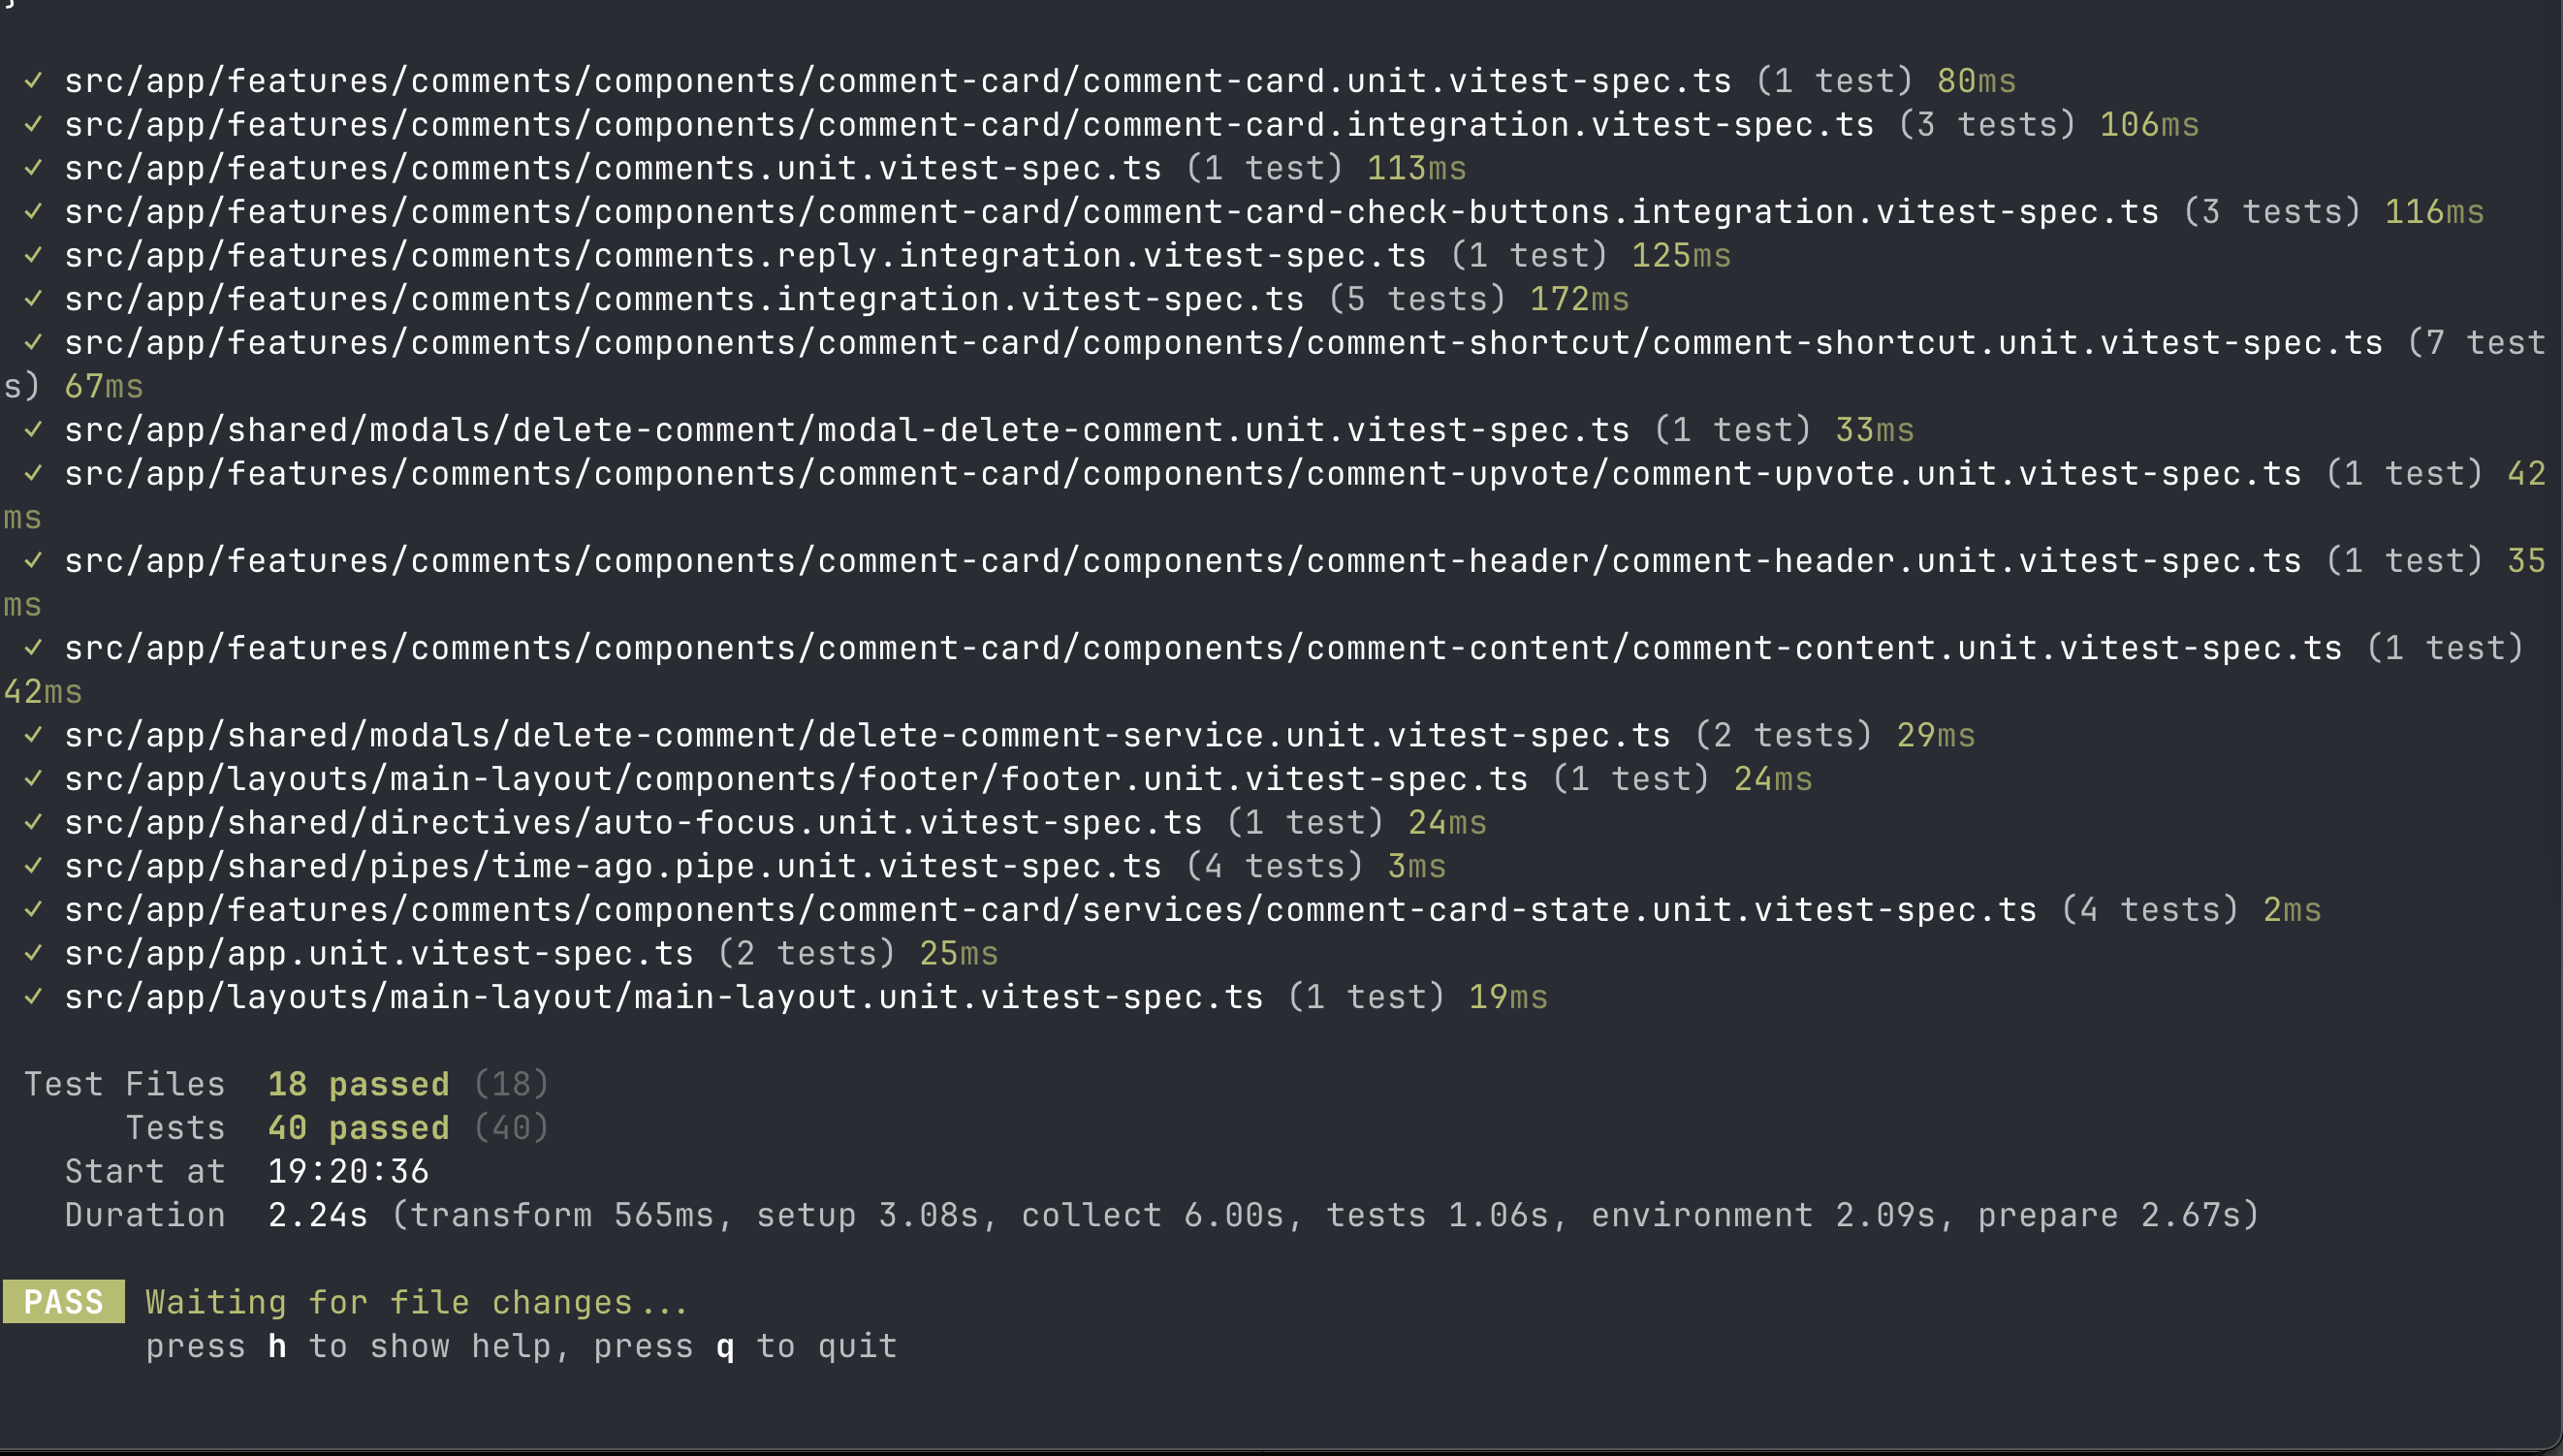 }
✓ src/app/features/comments/components/comment-card/comment-card.unit.vitest-spec.ts (1 test) 80ms
✓ src/app/features/comments/components/comment-card/comment-card.integration.vitest-spec.ts (3 tests) 106ms
✓ src/app/features/comments/comments.unit.vitest-spec.ts (1 test) 113ms
✓ src/app/features/comments/components/comment-card/comment-card-check-buttons.integration.vitest-spec.ts (3 tests) 116ms
✓ src/app/features/comments/comments.reply.integration.vitest-spec.ts (1 test) 125ms
✓ src/app/features/comments/comments.integration.vitest-spec.ts (5 tests) 172ms
✓ src/app/features/comments/components/comment-card/components/comment-shortcut/comment-shortcut.unit.vitest-spec.ts (7 test
s) 67ms
✓ src/app/shared/modals/delete-comment/modal-delete-comment.unit.vitest-spec.ts (1 test) 33ms
✓ src/app/features/comments/components/comment-card/components/comment-upvote/comment-upvote.unit.vitest-spec.ts (1 test) 42
ms
✓ src/app/features/comments/components/comment-card/components/comment-header/comment-header.unit.vitest-spec.ts (1 test) 35
ms
✓ src/app/features/comments/components/comment-card/components/comment-content/comment-content.unit.vitest-spec.ts (1 test)
42ms
✓ src/app/shared/modals/delete-comment/delete-comment-service.unit.vitest-spec.ts (2 tests) 29ms
✓ src/app/layouts/main-layout/components/footer/footer.unit.vitest-spec.ts (1 test) 24ms
✓ src/app/shared/directives/auto-focus.unit.vitest-spec.ts (1 test) 24ms
✓ src/app/shared/pipes/time-ago.pipe.unit.vitest-spec.ts (4 tests) 3ms
✓ src/app/features/comments/components/comment-card/services/comment-card-state.unit.vitest-spec.ts (4 tests) 2ms
✓ src/app/app.unit.vitest-spec.ts (2 tests) 25ms
✓ src/app/layouts/main-layout/main-layout.unit.vitest-spec.ts (1 test) 19ms
Test Files 18 passed (18)
Tests 40 passed (40)
Start at 19:20:36
Duration 2.24s (transform 565ms, setup 3.08s, collect 6.00s, tests 1.06s, environment 2.09s, prepare 2.67s)
PASS Waiting for file changes...
press h to show help, press q to quit